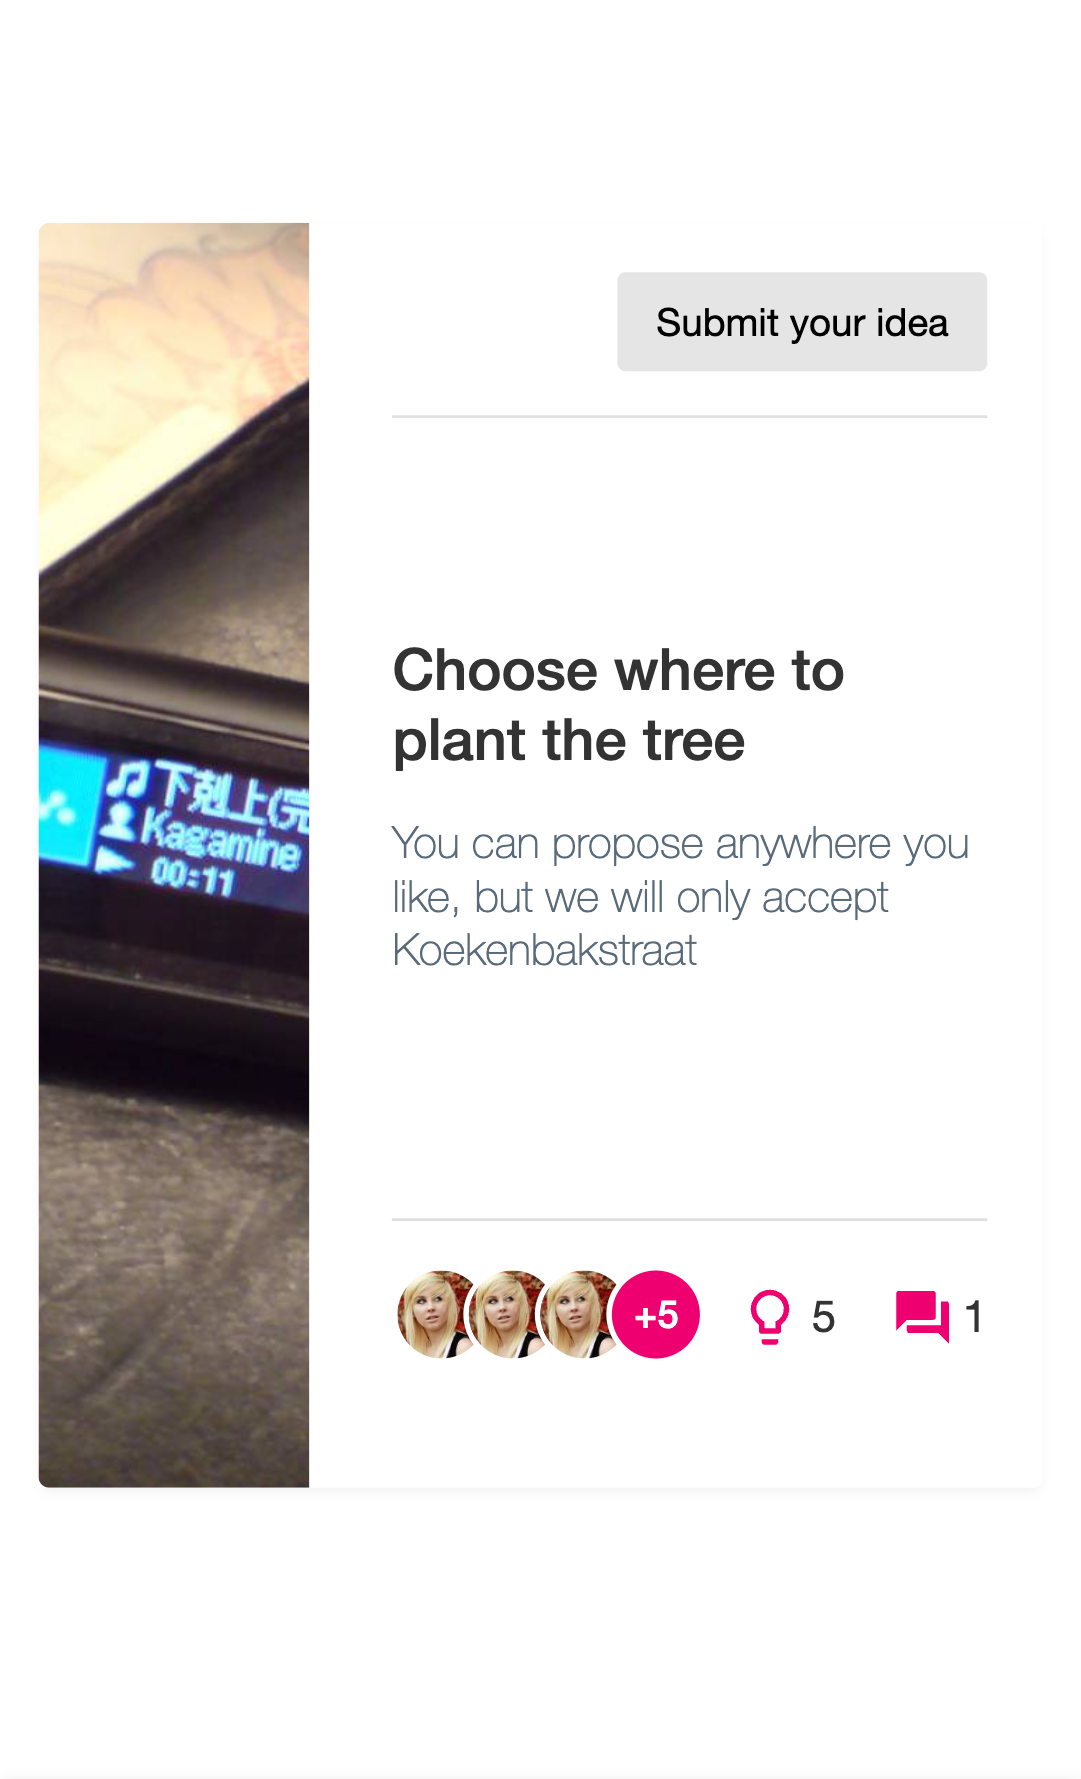 Submit your idea
下剋上(完
Kagamine
00:11
Choose where to
plant the tree
You can propose anywhere you
like, but we will only accept
Koekenbakstraat
+5
5
1